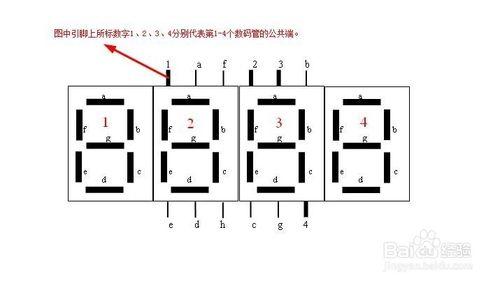 图中引脚上所标数字1、2、3、4分别代表第1-4个数码管的公共端。
1 a f 2 3 b
a a a a
f 1 b f 2 b f 3 b f 4 b
g g g g
e c e c e c e c
d d d d
e d h c g 4
Baidu经验
jingyan.baidu.com